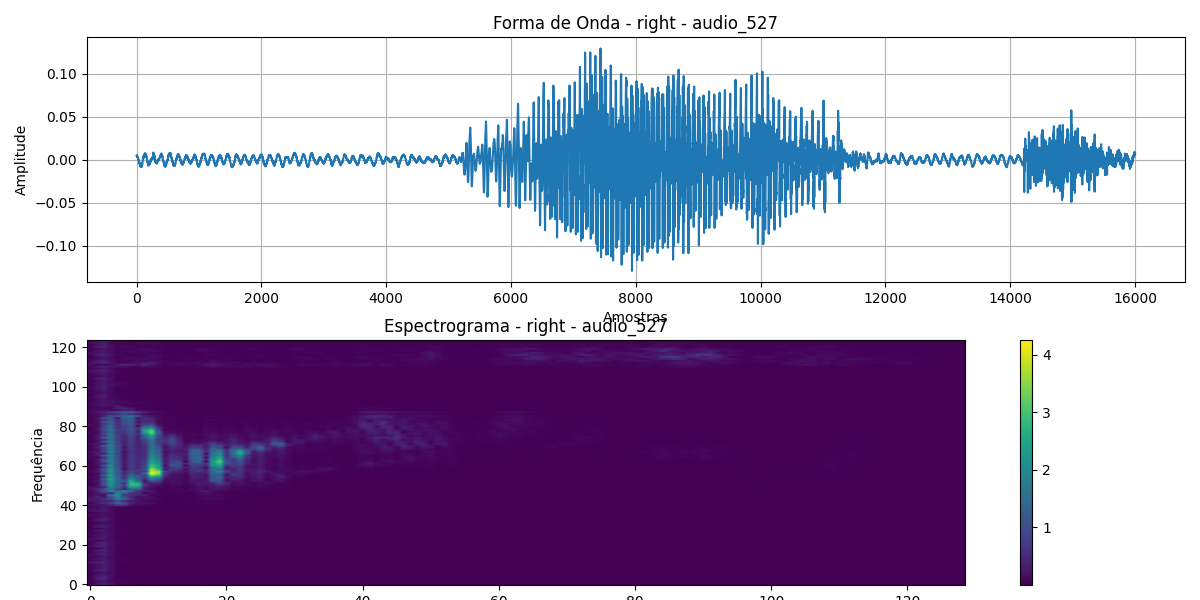 Forma de Onda - right - audio_527
Amplitude
0.10
0.05
0.00
−0.05
−0.10
0 2000 4000 6000 8000 10000 12000 14000 16000
Amostras
Espectrograma - right - audio_527
Frequência
120
100
80
60
40
20
0
0 20 40 60 80 100 120
4
3
2
1